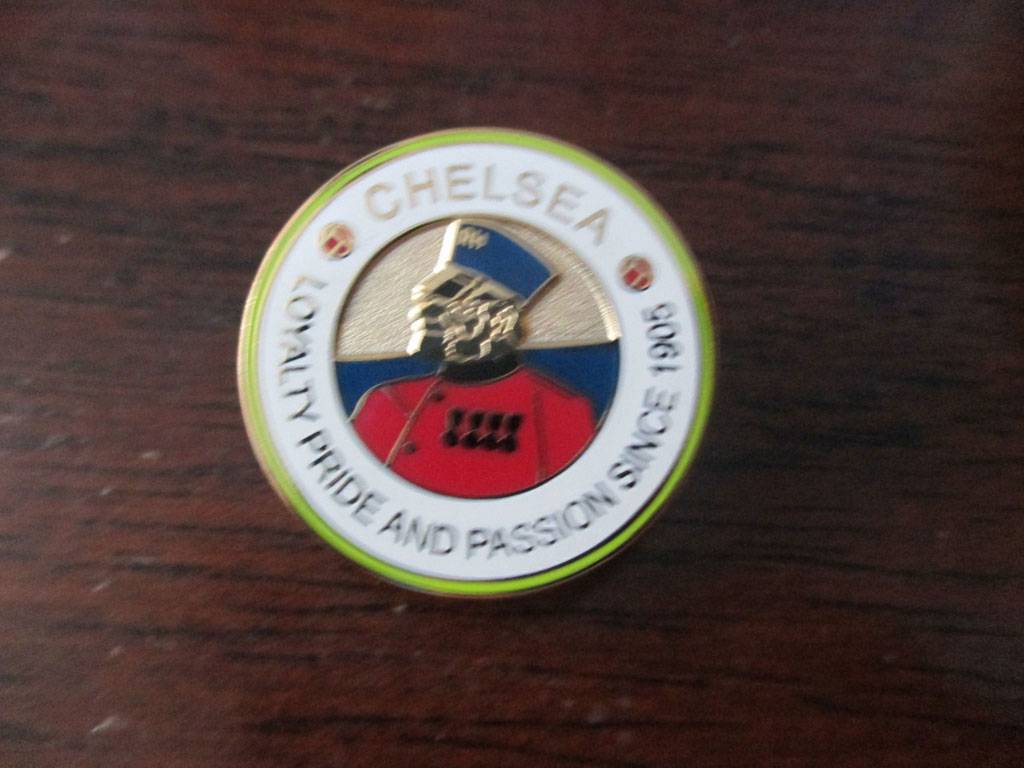 CHELSEA
LOYALTY PRIDE AND PASSION SINCE 1905